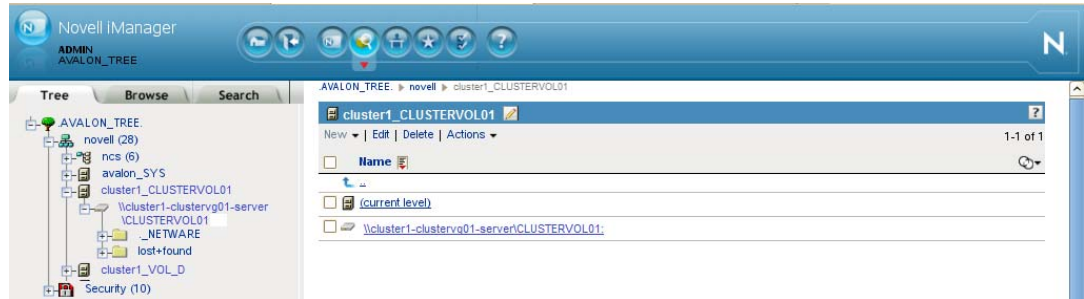 Novell iManager
ADMIN
AVALON_TREE
N
Tree Browse Search
.AVALON_TREE.
novell (28)
ncs (6)
avalon_SYS
cluster1_CLUSTERVOL01
\\cluster1-clustervg01-server
\CLUSTERVOL01
._NETWARE
lost+found
cluster1_VOL_D
Security (10)
.AVALON_TREE. novell cluster1_CLUSTERVOL01
cluster1_CLUSTERVOL01 ?
New Edit | Delete | Actions 1-1 of 1
Name
..
(current level)
\\cluster1-clustervg01-server\CLUSTERVOL01: